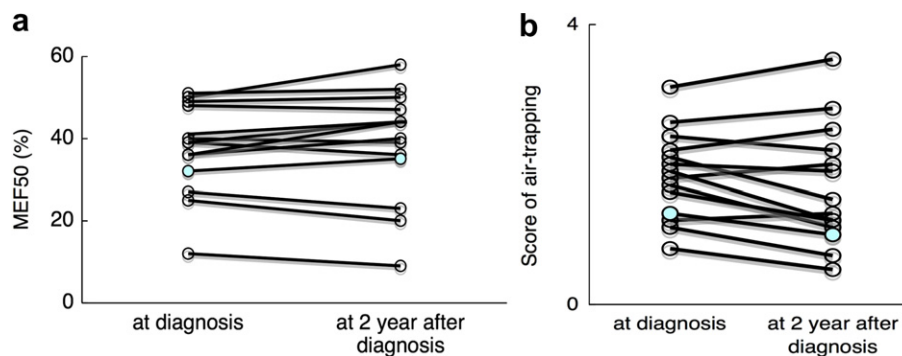 a
MEF50 (%)
60
40
20
0
at diagnosis
at 2 year after
diagnosis
b
Score of air-trapping
4
4
at diagnosis
at 2 year after
diagnosis